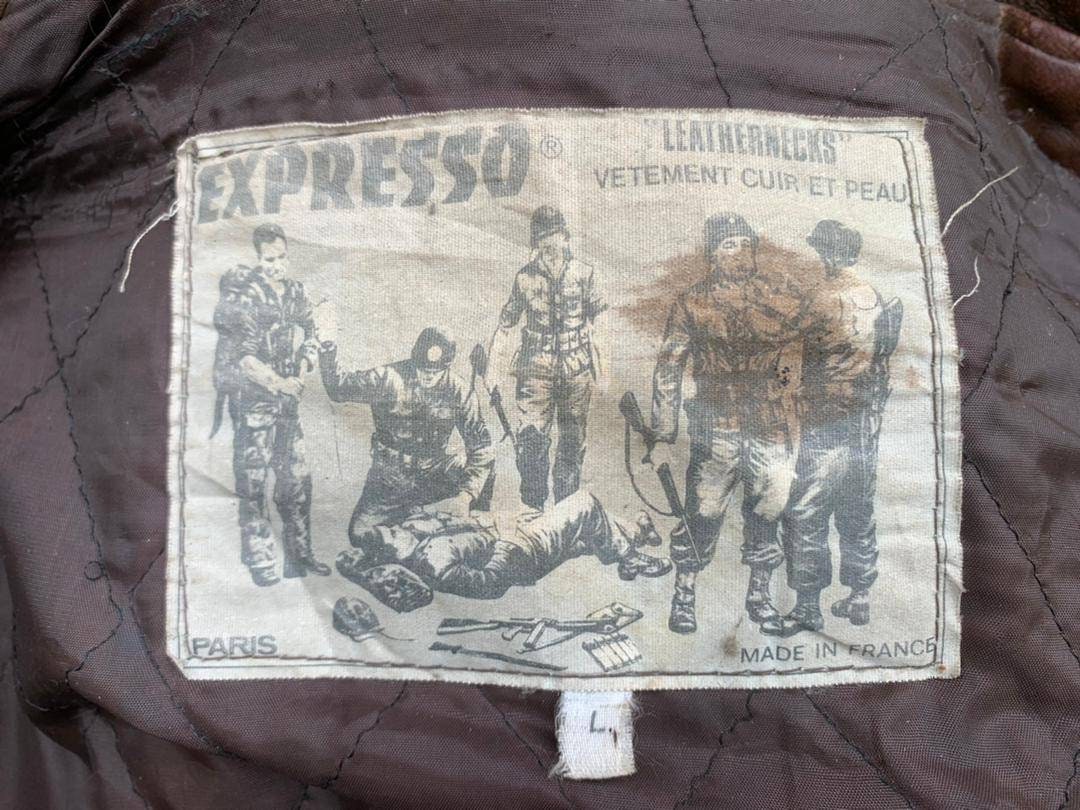 EXPRESSO®
"LEATHERNECKS"
VETEMENT CUIR ET PEAU
PARIS
MADE IN FRANCE
L